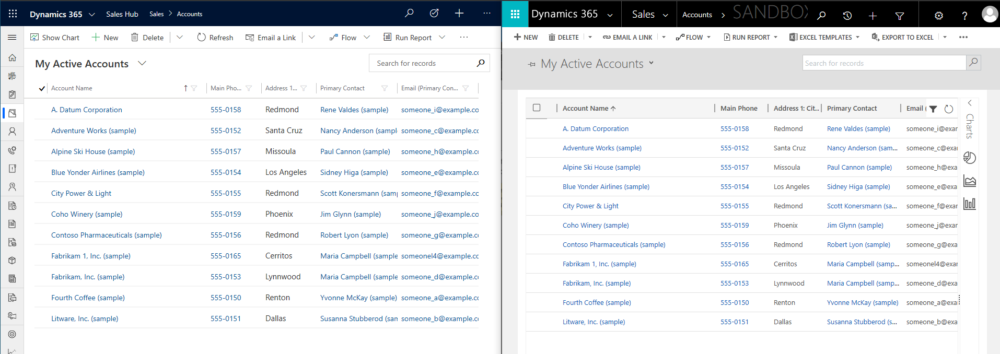 Dynamics 365 Sales Hub Sales > Accounts
Show Chart New Delete Refresh Email a Link Flow Run Report
My Active Accounts
Search for records
Account Name Main Pho... Address 1... Primary Contact Email (Primary Con...
A. Datum Corporation 555-0158 Redmond Rene Valdes (sample) someone_i@example.co
Adventure Works (sample) 555-0152 Santa Cruz Nancy Anderson (sampl someone_c@example.cc
Alpine Ski House (sample) 555-0157 Missoula Paul Cannon (sample) someone_h@example.cc
Blue Yonder Airlines (sample) 555-0154 Los Angeles Sidney Higa (sample) someone_e@example.cc
City Power & Light 555-0155 Redmond Scott Konersmann (sam someone_f@example.co
Coho Winery (sample) 555-0159 Phoenix Jim Glynn (sample) someone_j@example.co
Contoso Pharmaceuticals (sample) 555-0156 Redmond Robert Lyon (sample) someone_g@example.cc
Fabrikam 1, Inc. (sample) 555-0165 Cerritos Maria Campbell (sample someonel4@example.cc
Fabrikam, Inc. (sample) 555-0153 Lynnwood Maria Campbell (sample someone_d@example.cc
Fourth Coffee (sample) 555-0150 Renton Yvonne McKay (sample) someone_a@example.cc
Litware, Inc. (sample) 555-0151 Dallas Susanna Stubberod (san someone_b@example.cc
Dynamics 365 Sales Accounts > SANDBOX
NEW DELETE EMAIL A LINK FLOW RUN REPORT EXCEL TEMPLATES EXPORT TO EXCEL
My Active Accounts
Search for records
Account Name Main Phone Address 1: Cit... Primary Contact Email (
A. Datum Corporation 555-0158 Redmond Rene Valdes (sample) someone_i@exar
Adventure Works (sample) 555-0152 Santa Cruz Nancy Anderson (sam... someone_c@exa
Alpine Ski House (sample) 555-0157 Missoula Paul Cannon (sample) someone_h@exa
Blue Yonder Airlines (sample) 555-0154 Los Angeles Sidney Higa (sample) someone_e@exa
City Power & Light 555-0155 Redmond Scott Konersmann (sa... someone_f@exar
Coho Winery (sample) 555-0159 Phoenix Jim Glynn (sample) someone_j@exar
Contoso Pharmaceuticals (sample) 555-0156 Redmond Robert Lyon (sample) someone_g@exa
Fabrikam 1, Inc. (sample) 555-0165 Cerritos Maria Campbell (samp... someonel4@exar
Fabrikam, Inc. (sample) 555-0153 Lynnwood Maria Campbell (samp... someone_d@exa
Fourth Coffee (sample) 555-0150 Renton Yvonne McKay (sample) someone_a@exa
Litware, Inc. (sample) 555-0151 Dallas Susanna Stubberod (s... someone_b@exa
Charts